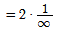 = 2 · 1/∞